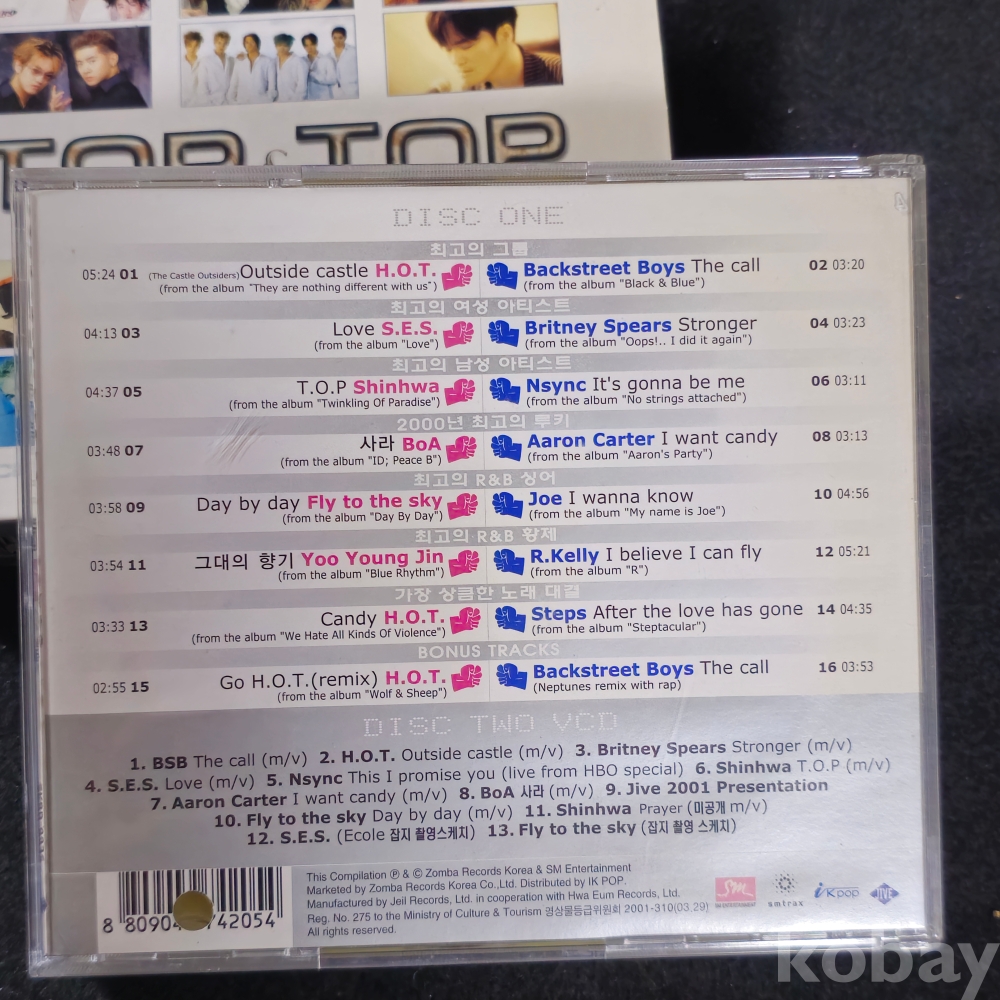 TOP & TOP
DISC ONE
최고의 그룹
05:24 01 (The Castle Outsiders)Outside castle H.O.T. Backstreet Boys The call 02 03:20
(from the album "They are nothing different with us") (from the album "Black & Blue")
최고의 여성 아티스트
04:13 03 Love S.E.S. Britney Spears Stronger 04 03:23
(from the album "Love") (from the album "Oops!.. I did it again")
최고의 남성 아티스트
04:37 05 T.O.P Shinhwa Nsync It's gonna be me 06 03:11
(from the album "Twinkling Of Paradise") (from the album "No strings attached")
2000년 최고의 루키
03:48 07 사라 BoA Aaron Carter I want candy 08 03:13
(from the album "ID; Peace B") (from the album "Aaron's Party")
최고의 R&B 싱어
03:58 09 Day by day Fly to the sky Joe I wanna know 10 04:56
(from the album "Day By Day") (from the album "My name is Joe")
최고의 R&B 황제
03:54 11 그대의 향기 Yoo Young Jin R.Kelly I believe I can fly 12 05:21
(from the album "Blue Rhythm") (from the album "R")
가장 상큼한 노래 대결
03:33 13 Candy H.O.T. Steps After the love has gone 14 04:35
(from the album "We Hate All Kinds Of Violence") (from the album "Steptacular")
BONUS TRACKS
02:55 15 Go H.O.T.(remix) H.O.T. Backstreet Boys The call 16 03:53
(from the album "Wolf & Sheep") (Neptunes remix with rap)
DISC TWO VCD
1. BSB The call (m/v) 2. H.O.T. Outside castle (m/v) 3. Britney Spears Stronger (m/v)
4. S.E.S. Love (m/v) 5. Nsync This I promise you (live from HBO special) 6. Shinhwa T.O.P (m/v)
7. Aaron Carter I want candy (m/v) 8. BoA 사라 (m/v) 9. Jive 2001 Presentation
10. Fly to the sky Day by day (m/v) 11. Shinhwa Prayer (미공개 m/v)
12. S.E.S. (Ecole 잡지 촬영스케치) 13. Fly to the sky (잡지 촬영 스케치)
This Compilation ℗ & © Zomba Records Korea & SM Entertainment
Marketed by Zomba Records Korea Co.,Ltd. Distributed by IK POP.
Manufactured by Jeil Records, Ltd. in cooperation with Hwa Eum Records, Ltd.
Reg. No. 275 to the Ministry of Culture & Tourism 영상물등급위원회 2001-310(03.29)
All rights reserved.
SM smtrax iKpop JIVE
8 80904 742054
kobay